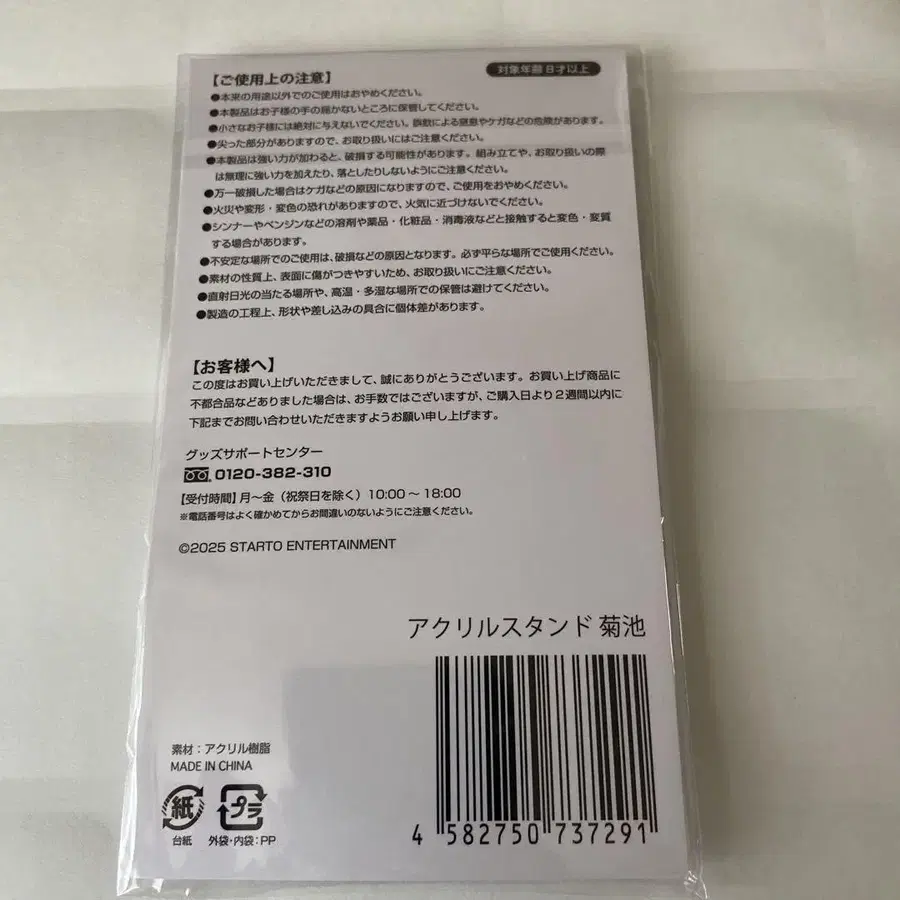 【ご使用上の注意】
対象年齢 8才以上
●本来の用途以外でのご使用はおやめください。
●本製品はお子様の手の届かないところに保管してください。
●小さなお子様には絶対に与えないでください。誤飲による窒息やケガなどの危険があります。
●尖った部分がありますので、お取り扱いにはご注意ください。
●本製品は強い力が加わると、破損する可能性があります。組み立てや、お取り扱いの際
は無理に強い力を加えたり、落としたりしないようにご注意ください。
●万一破損した場合はケガなどの原因になりますので、ご使用をおやめください。
●火災や変形・変色の恐れがありますので、火気に近づけないでください。
●シンナーやベンジンなどの溶剤や薬品・化粧品・消毒液などと接触すると変色・変質
する場合があります。
●不安定な場所でのご使用は、破損などの原因となります。必ず平らな場所でご使用ください。
●素材の性質上、表面に傷がつきやすいため、お取り扱いにご注意ください。
●直射日光の当たる場所や、高温・多湿な場所での保管は避けてください。
●製造の工程上、形状や差し込みの具合に個体差があります。
【お客様へ】
この度はお買い上げいただきまして、誠にありがとうございます。お買い上げ商品に
不都合品などありました場合は、お手数ではございますが、ご購入日より2週間以内に
下記までお問い合わせいただきますようお願い申し上げます。
グッズサポートセンター
0120-382-310
【受付時間】月〜金（祝祭日を除く）10:00〜18:00
※電話番号はよく確かめてからお間違いのないようにご注意ください。
©2025 STARTO ENTERTAINMENT
アクリルスタンド 菊池
素材：アクリル樹脂
MADE IN CHINA
紙
プラ
台紙
外袋・内袋：PP
4 582750 737291